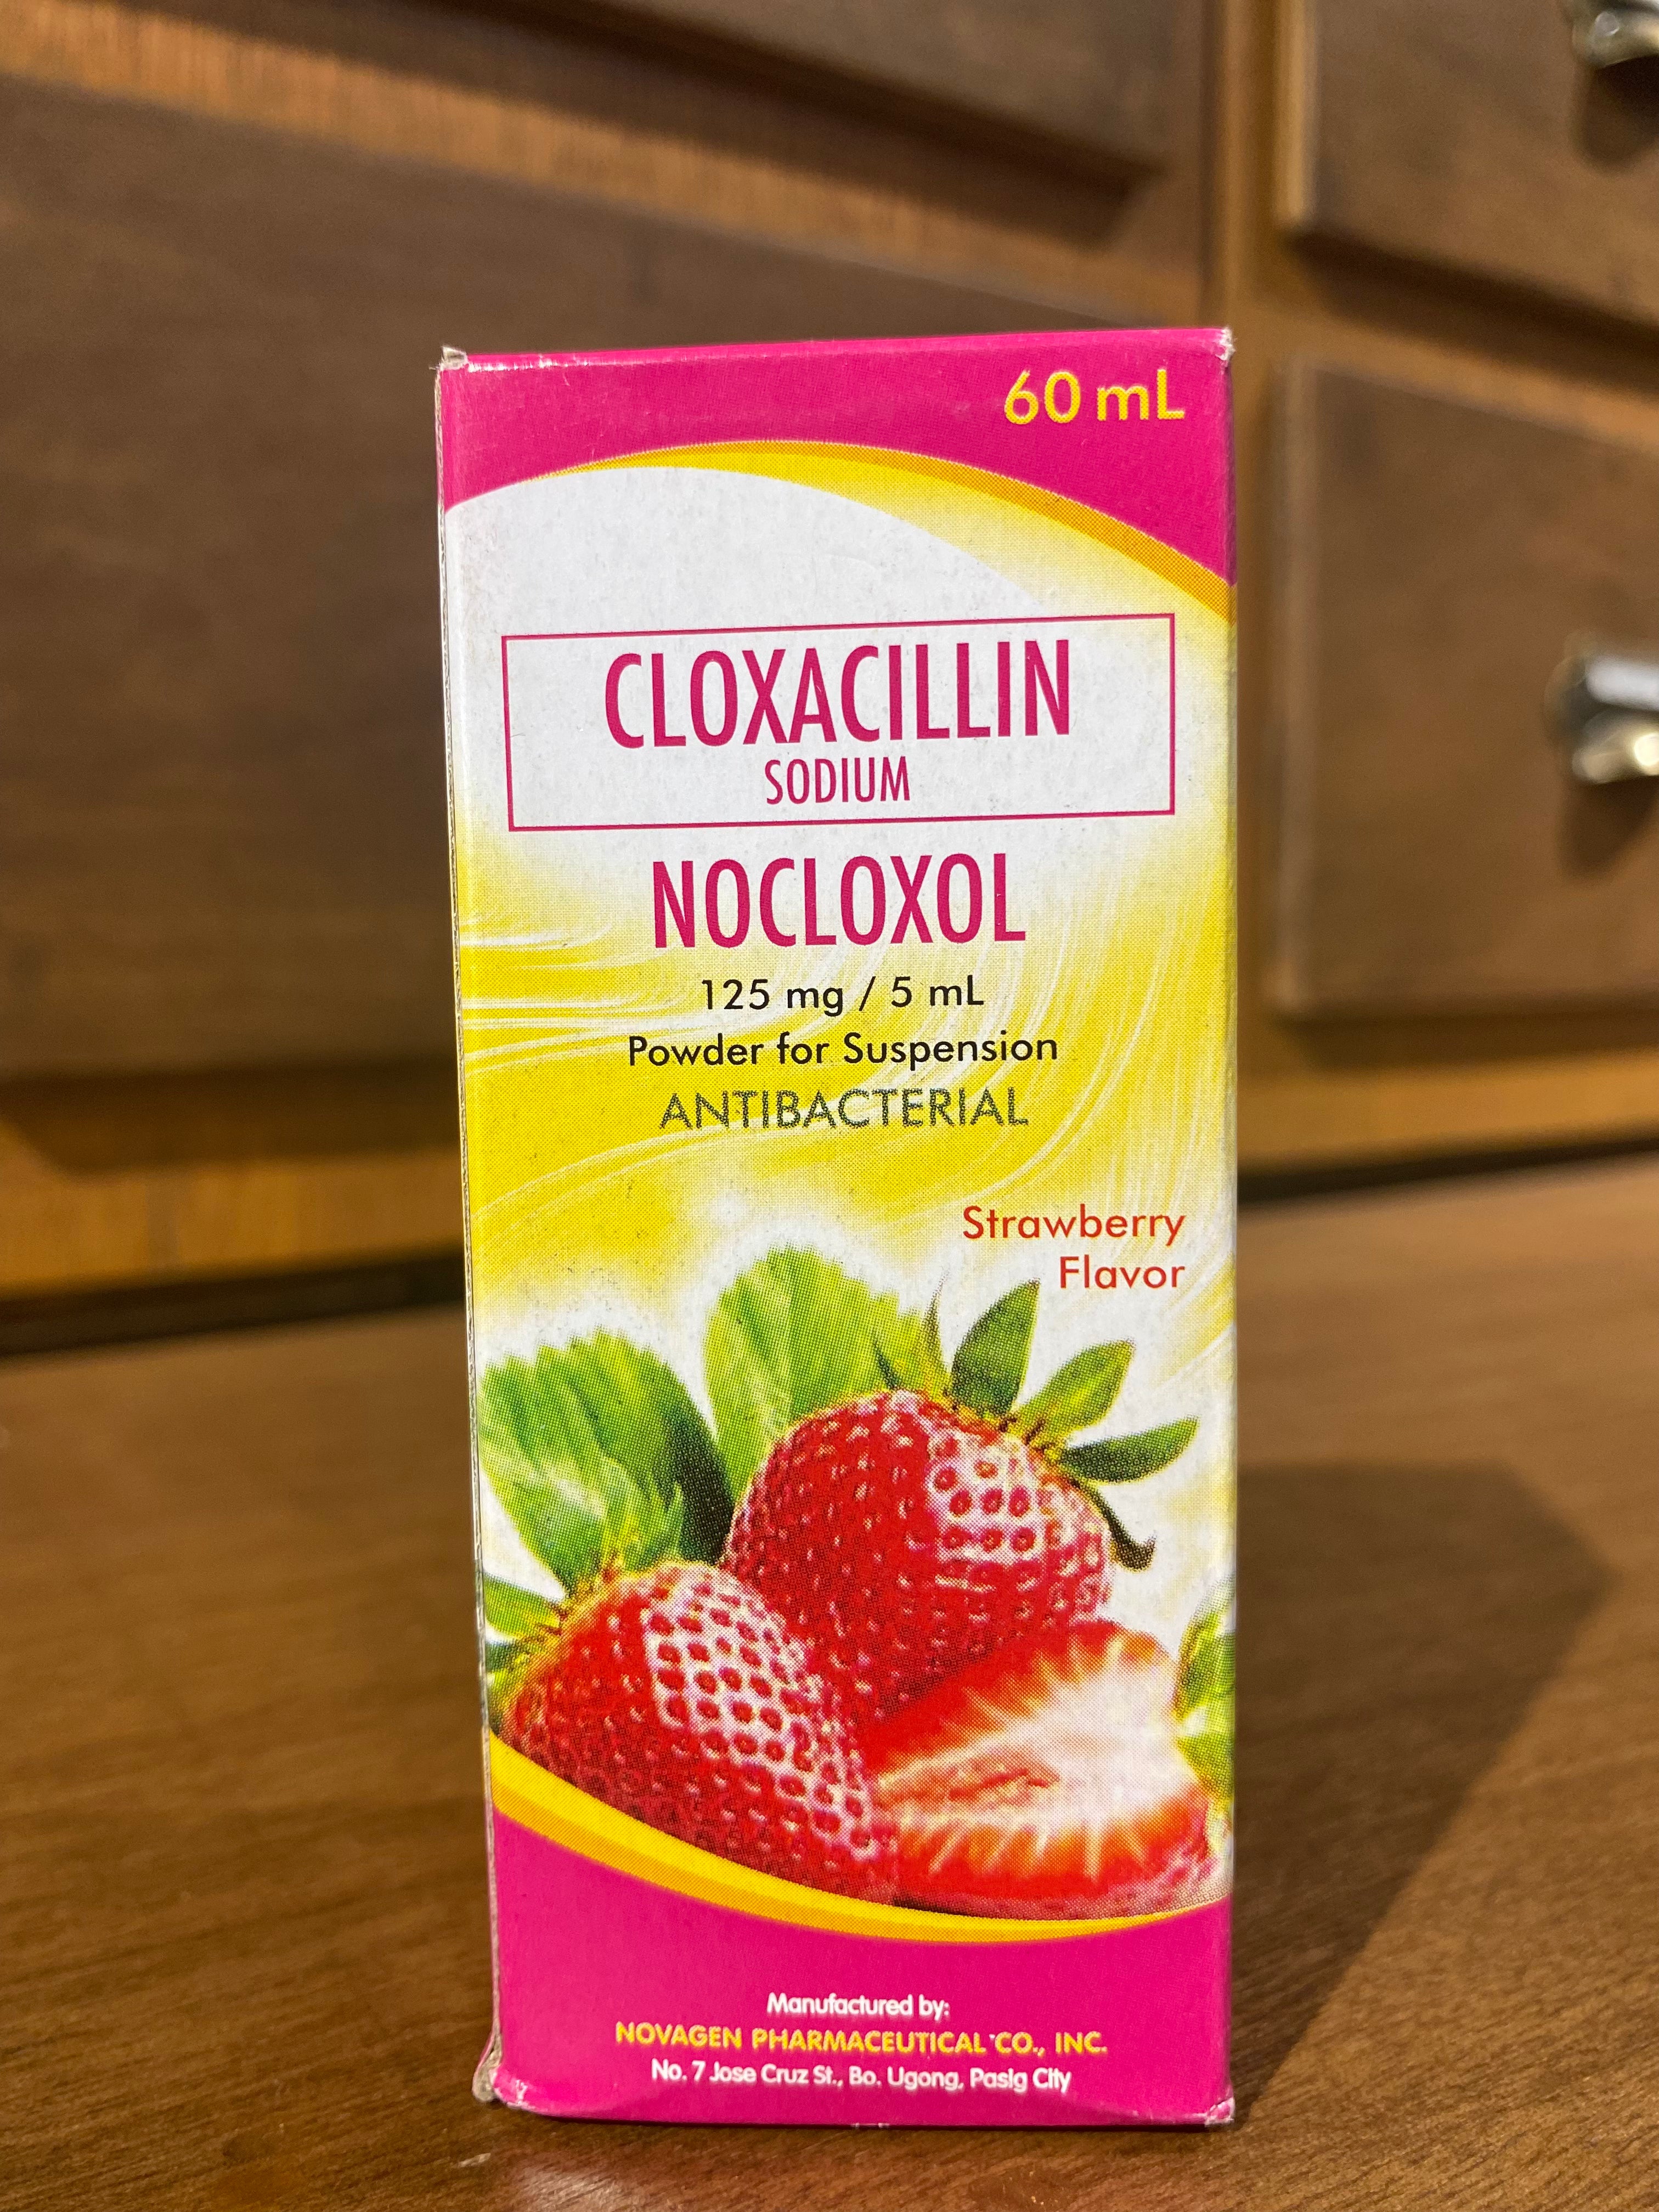 60 mL
CLOXACILLIN
SODIUM
NOCLOXOL
125 mg / 5 mL
Powder for Suspension
ANTIBACTERIAL
Strawberry
Flavor
Manufactured by:
NOVAGEN PHARMACEUTICAL CO., INC.
No. 7 Jose Cruz St., Bo. Ugong, Pasig City